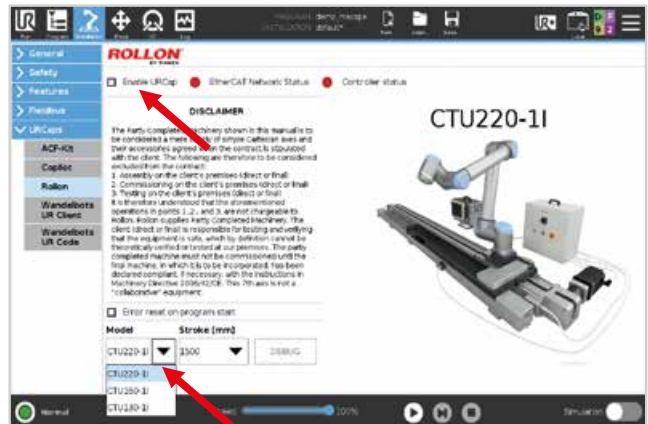 PROGRAM demo_macopa
INSTALLATION default*
General
ROLLON
BY TIMKEN
Safety
Enable URCap
EtherCAT Network Status
Controller status
Features
Fieldbus
DISCLAIMER
CTU220-1I
URCaps
The Partly Completed Machinery shown in this manual is to
be considered a mere supply of simple Cartesian axes and
their accessories agreed when the contract is stipulated
with the client. The following are therefore to be considered
excluded from the contract:
1. Assembly on the client's premises (direct or final)
2. Commissioning on the client's premises (direct or final)
3. Testing on the client's premises (direct or final)
It is therefore understood that the aforementioned
operations in points 1., 2., and 3. are not chargeable to
Rollon. Rollon supplies Partly Completed Machinery. The
client (direct or final) is responsible for testing and verifying
that the equipment is safe, which by definition cannot be
theoretically verified or tested at our premises. The partly
completed machine must not be commissioned until the
final machine, in which it is to be incorporated, has been
declared compliant, if necessary, with the instructions in
Machinery Directive 2006/42/CE. This 7th axis is not a
"collaborative" equipment.
ACF-Kit
Copilot
Rollon
Wandelbots
UR Client
Wandelbots
UR Code
Error reset on program start
Model
Stroke (mm)
CTU220-1I
1500
DEBUG
CTU220-1I
CTU160-1I
CTU130-1I
Normal
100%
Simulation